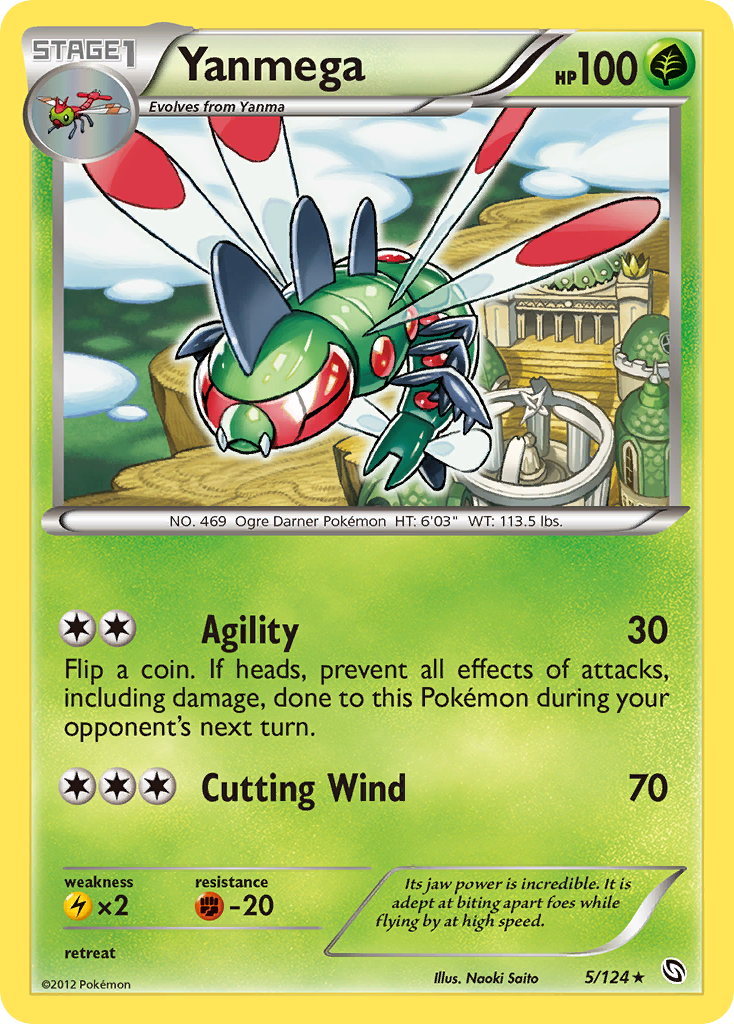 STAGE1
Yanmega
HP100
Evolves from Yanma
NO. 469 Ogre Darner Pokémon HT: 6'03" WT: 113.5 lbs.
Agility 30
Flip a coin. If heads, prevent all effects of attacks,
including damage, done to this Pokémon during your
opponent's next turn.
Cutting Wind 70
weakness
×2
resistance
-20
retreat
Its jaw power is incredible. It is
adept at biting apart foes while
flying by at high speed.
©2012 Pokémon
Illus. Naoki Saito
5/124★